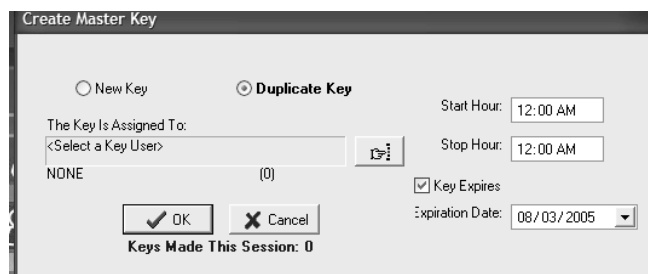 Create Master Key
New Key
Duplicate Key
The Key Is Assigned To:
<Select a Key User>
NONE (0)
OK
Cancel
Keys Made This Session: 0
Start Hour: 12:00 AM
Stop Hour: 12:00 AM
Key Expires
Expiration Date: 08/03/2005